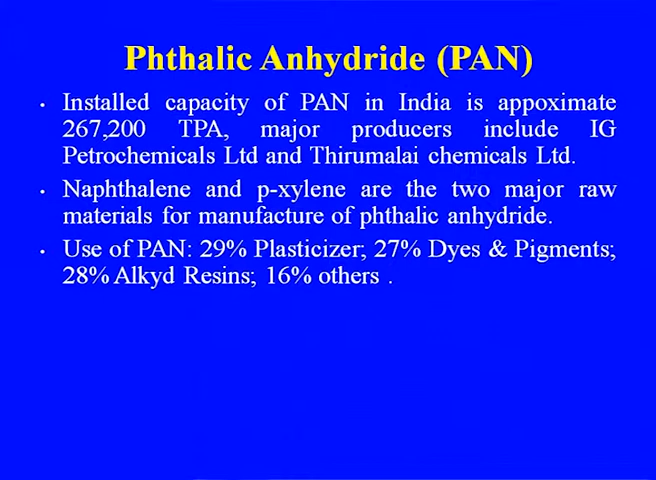 Phthalic Anhydride (PAN)
• Installed capacity of PAN in India is appoximate
267,200 TPA, major producers include IG
Petrochemicals Ltd and Thirumalai chemicals Ltd.
• Naphthalene and p-xylene are the two major raw
materials for manufacture of phthalic anhydride.
• Use of PAN: 29% Plasticizer; 27% Dyes & Pigments;
28% Alkyd Resins; 16% others .